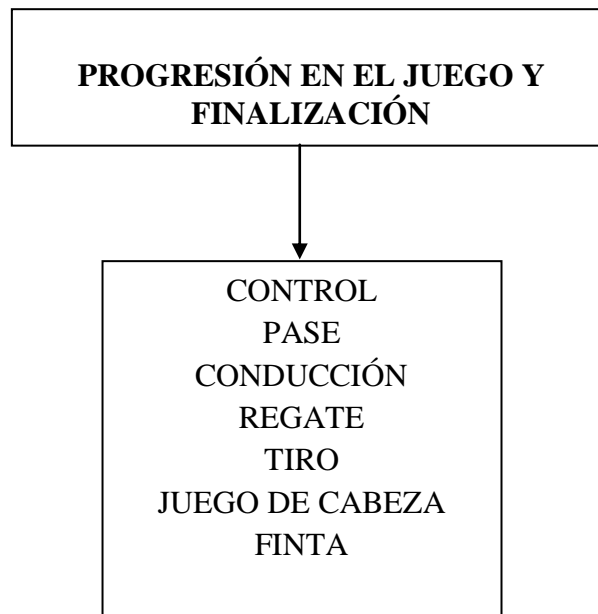 PROGRESIÓN EN EL JUEGO Y
FINALIZACIÓN
CONTROL
PASE
CONDUCCIÓN
REGATE
TIRO
JUEGO DE CABEZA
FINTA